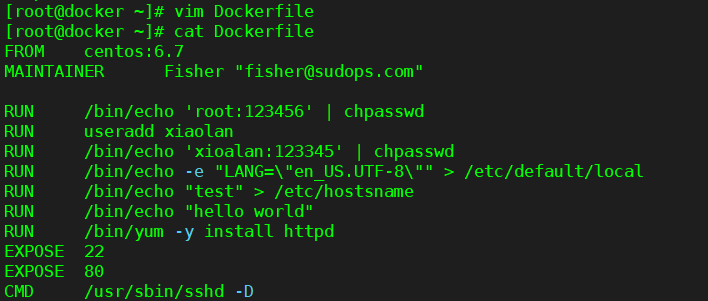 [root@docker ~]# vim Dockerfile
[root@docker ~]# cat Dockerfile
FROM    centos:6.7
MAINTAINER      Fisher "fisher@sudops.com"
RUN     /bin/echo 'root:123456' | chpasswd
RUN     useradd xiaolan
RUN     /bin/echo 'xioalan:123345' | chpasswd
RUN     /bin/echo -e "LANG=\"en_US.UTF-8\"" > /etc/default/local
RUN     /bin/echo "test" > /etc/hostsname
RUN     /bin/echo "hello world"
RUN     /bin/yum -y install httpd
EXPOSE  22
EXPOSE  80
CMD     /usr/sbin/sshd -D